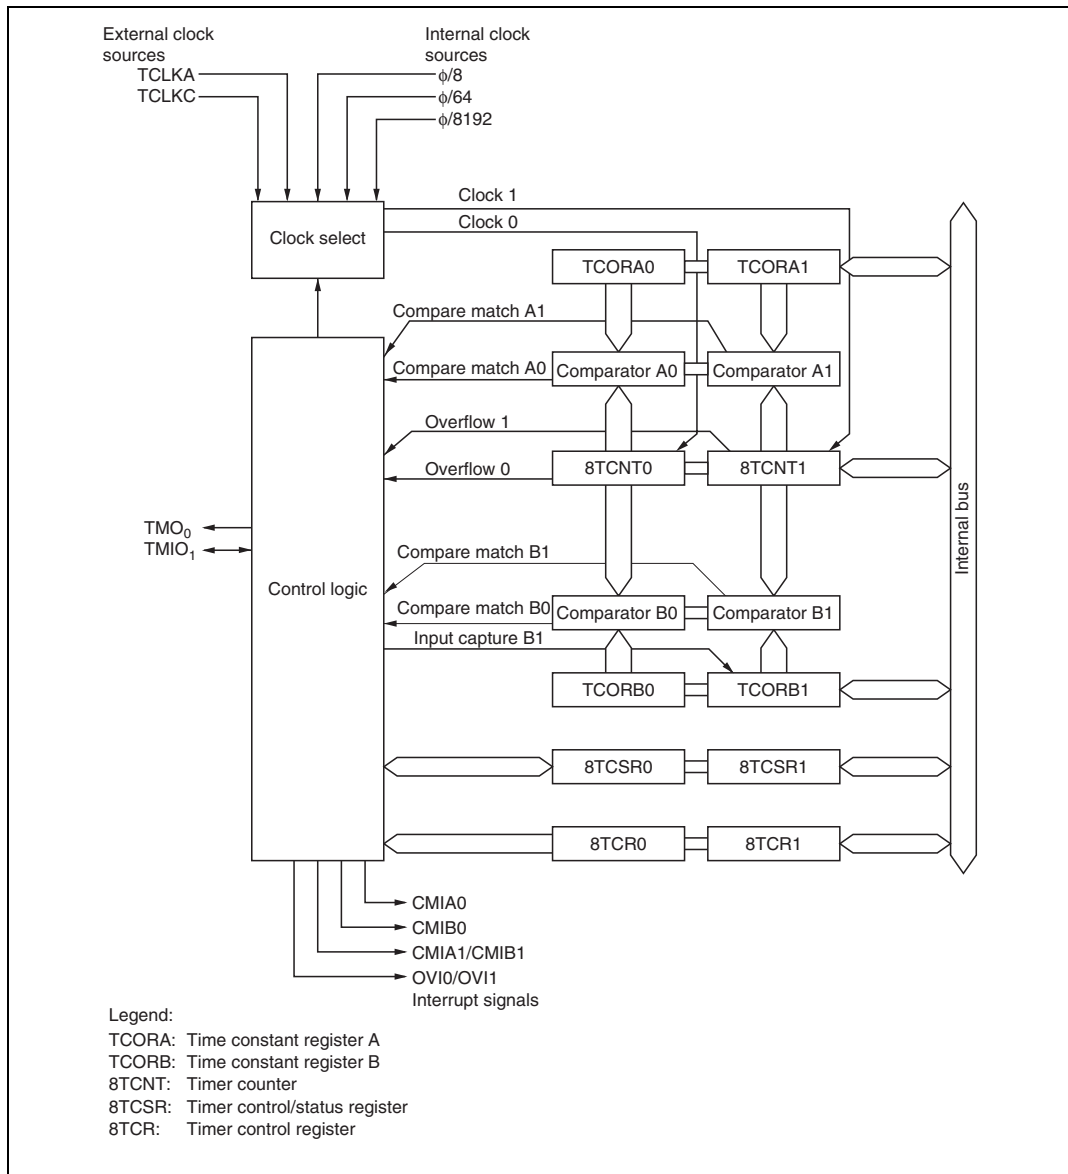 External clock
sources
Internal clock
sources
TCLKA
TCLKC
ϕ/8
ϕ/64
ϕ/8192
Clock select
Clock 1
Clock 0
TCORA0
TCORA1
Compare match A1
Compare match A0
Comparator A0
Comparator A1
Overflow 1
Overflow 0
8TCNT0
8TCNT1
Internal bus
TMO0
TMIO1
Control logic
Compare match B1
Compare match B0
Comparator B0
Comparator B1
Input capture B1
TCORB0
TCORB1
8TCSR0
8TCSR1
8TCR0
8TCR1
CMIA0
CMIB0
CMIA1/CMIB1
OVI0/OVI1
Interrupt signals
Legend:
TCORA: Time constant register A
TCORB: Time constant register B
8TCNT: Timer counter
8TCSR: Timer control/status register
8TCR: Timer control register